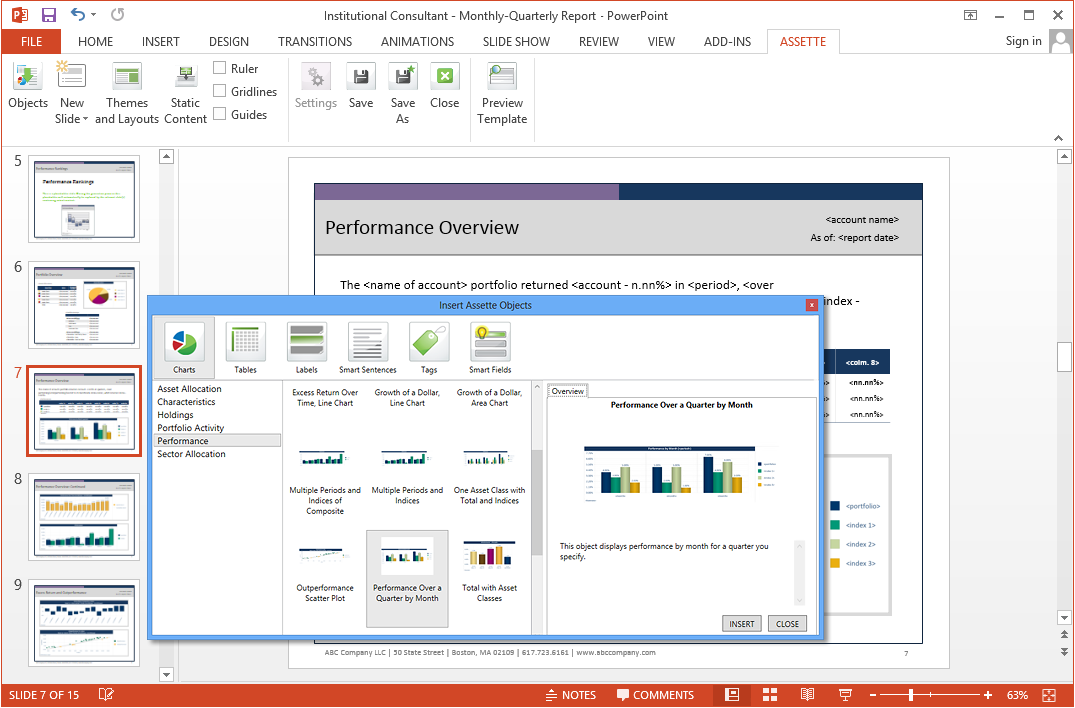 Institutional Consultant - Monthly-Quarterly Report - PowerPoint
FILE HOME INSERT DESIGN TRANSITIONS ANIMATIONS SLIDE SHOW REVIEW VIEW ADD-INS ASSETTE Sign in
Objects
New
Slide
Themes
and Layouts
Static
Content
Ruler
Gridlines
Guides
Settings
Save
Save
As
Close
Preview
Template
5
Performance Rankings
6
7
8
9
Performance Overview
<account name>
As of: <report date>
The <name of account> portfolio returned <account - n.nn%> in <period>, <over
index -
<colm. 8>
<nn.nn%>
<nn.nn%>
<nn.nn%>
<portfolio>
<index 1>
<index 2>
<index 3>
Insert Assette Objects
Charts
Tables
Labels
Smart Sentences
Tags
Smart Fields
Asset Allocation
Characteristics
Holdings
Portfolio Activity
Performance
Sector Allocation
Excess Return Over
Time, Line Chart
Growth of a Dollar,
Line Chart
Growth of a Dollar,
Area Chart
Multiple Periods and
Indices of
Composite
Multiple Periods and
Indices
One Asset Class with
Total and Indices
Outperformance
Scatter Plot
Performance Over a
Quarter by Month
Total with Asset
Classes
Overview
Performance Over a Quarter by Month
This object displays performance by month for a quarter you
specify.
INSERT
CLOSE
ABC Company LLC | 50 State Street | Boston, MA 02109 | 617.723.6161 | www.abccompany.com
7
SLIDE 7 OF 15
NOTES
COMMENTS
63%